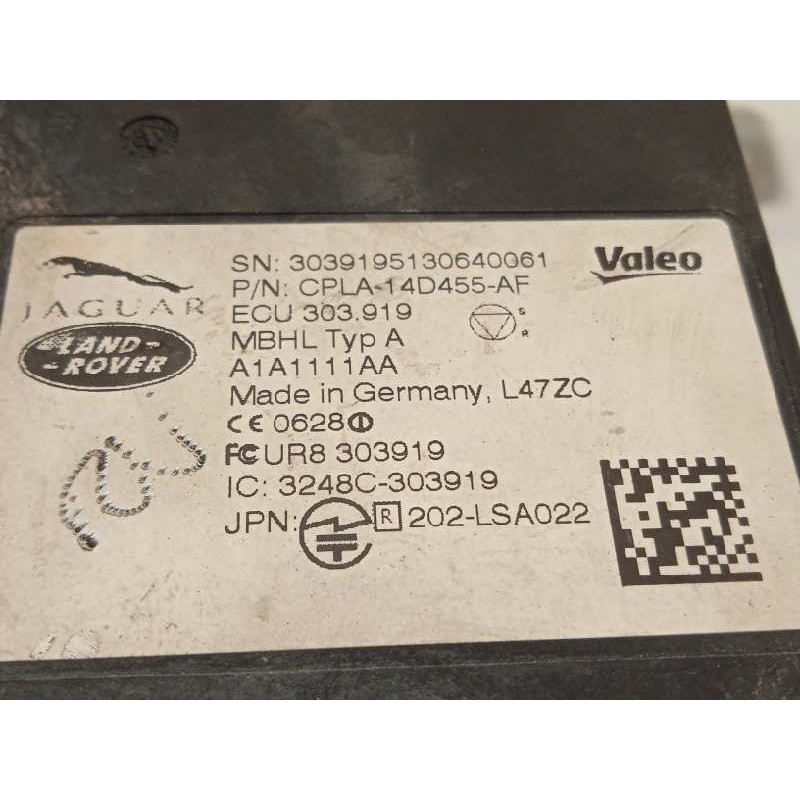 SN: 3039195130640061
Valeo
P/N: CPLA-14D455-AF
JAGUAR
ECU 303.919
S
R
LAND-
-ROVER
MBHL Typ A
A1A1111AA
Made in Germany, L47ZC
CE 0628
FC UR8 303919
IC: 3248C-303919
JPN: R 202-LSA022